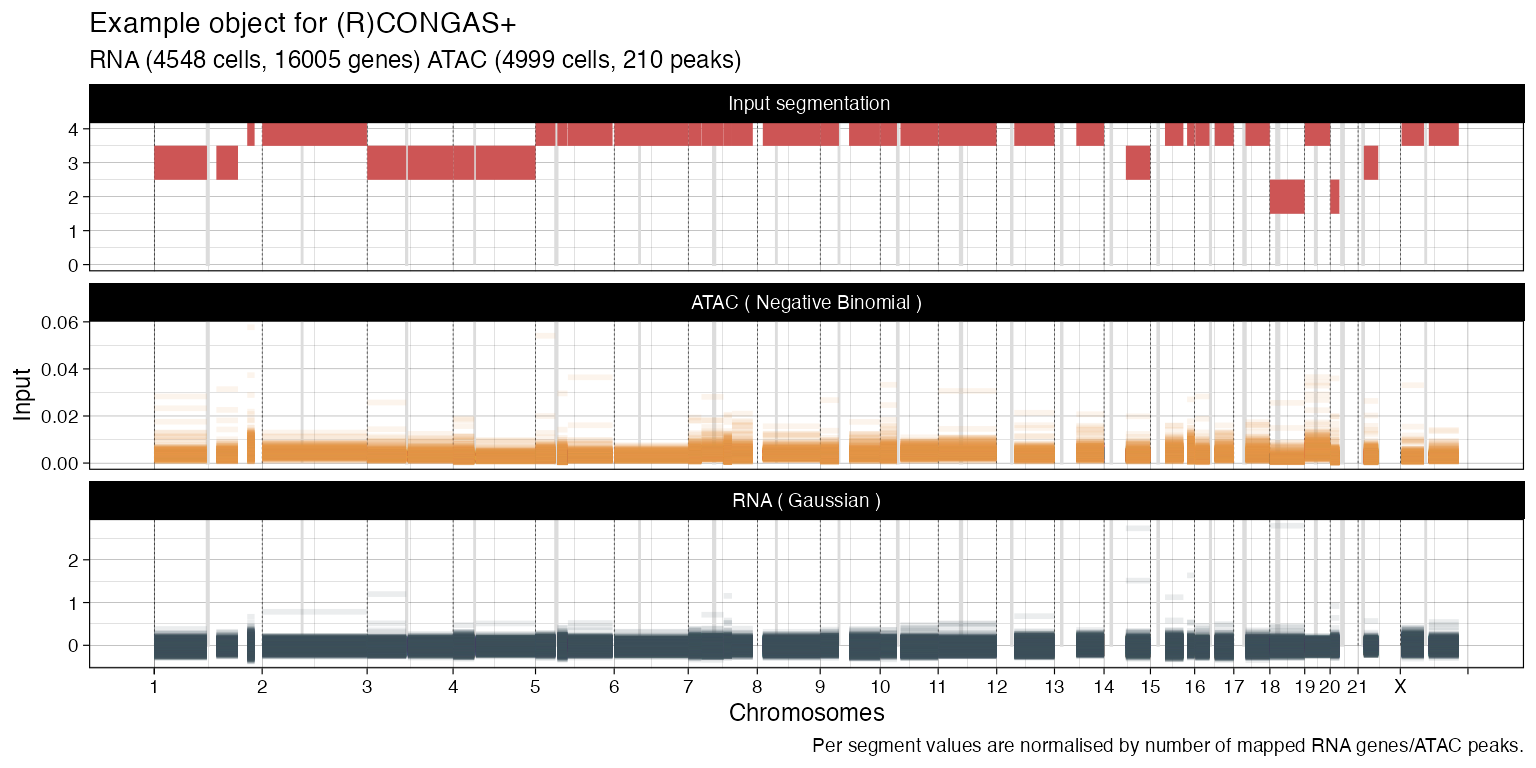 Example object for (R)CONGAS+
RNA (4548 cells, 16005 genes) ATAC (4999 cells, 210 peaks)
Input segmentation
4
3
2
1
0
ATAC ( Negative Binomial )
0.06
0.04
0.02
0.00
Input
RNA ( Gaussian )
2
1
0
1 2 3 4 5 6 7 8 9 10 11 12 13 14 15 16 17 18 19 20 21 X
Chromosomes
Per segment values are normalised by number of mapped RNA genes/ATAC peaks.